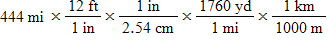 444 mi × 12 ft / 1 in × 1 in / 2.54 cm × 1760 yd / 1 mi × 1 km / 1000 m